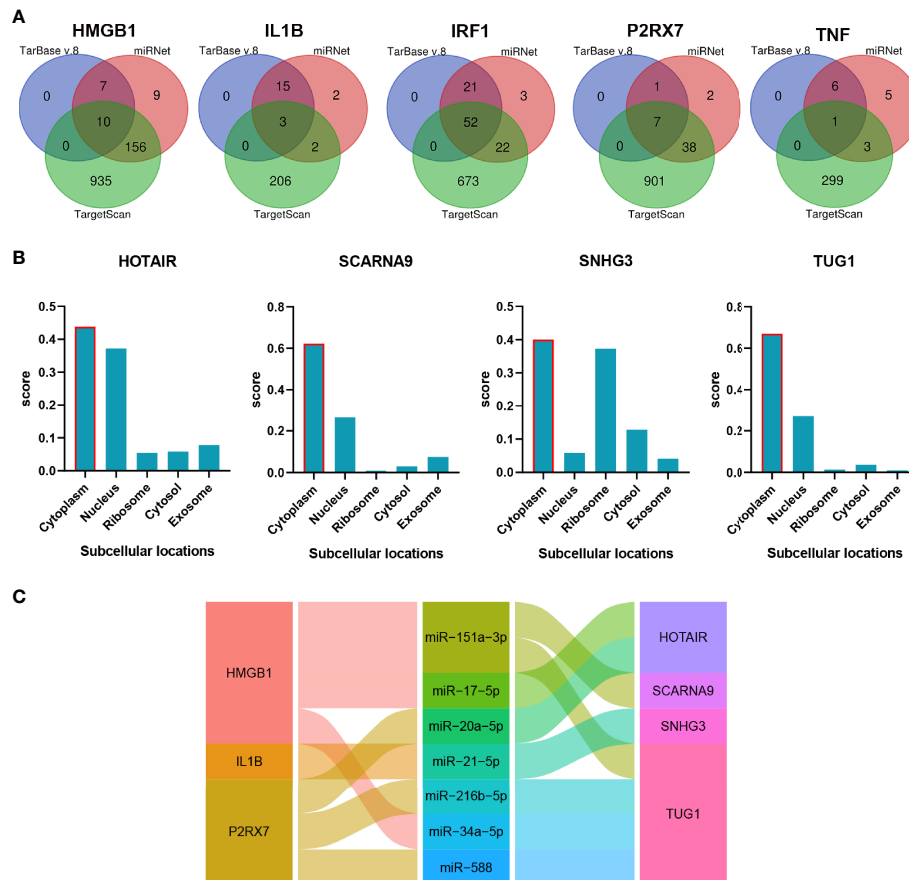 A
HMGB1 IL1B IRF1 P2RX7 TNF
TarBase v.8 miRNet TarBase v.8 miRNet TarBase v.8 miRNet TarBase v.8 miRNet TarBase v.8 miRNet
0 7 9 0 15 2 0 21 3 0 1 2 0 6 5
10 3 52 7 1
0 156 0 2 0 22 0 38 0 3
935 206 673 901 299
TargetScan TargetScan TargetScan TargetScan TargetScan
B
HOTAIR
score
0.5
0.4
0.3
0.2
0.1
0.0
Cytoplasm
Nucleus
Ribosome
Cytosol
Exosome
Subcellular locations
SCARNA9
score
0.8
0.6
0.4
0.2
0.0
Cytoplasm
Nucleus
Ribosome
Cytosol
Exosome
Subcellular locations
SNHG3
score
0.5
0.4
0.3
0.2
0.1
0.0
Cytoplasm
Nucleus
Ribosome
Cytosol
Exosome
Subcellular locations
TUG1
score
0.8
0.6
0.4
0.2
0.0
Cytoplasm
Nucleus
Ribosome
Cytosol
Exosome
Subcellular locations
C
HMGB1
IL1B
P2RX7
miR−151a−3p
miR−17−5p
miR−20a−5p
miR−21−5p
miR−216b−5p
miR−34a−5p
miR−588
HOTAIR
SCARNA9
SNHG3
TUG1